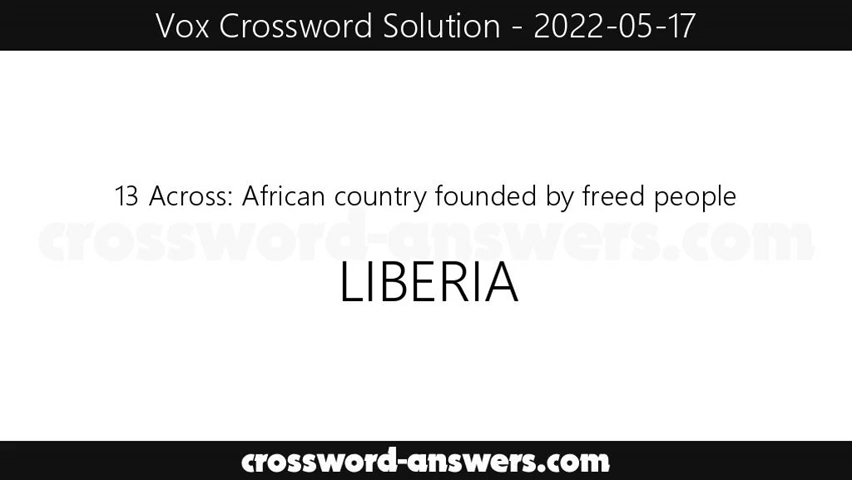 Vox Crossword Solution - 2022-05-17
13 Across: African country founded by freed people
crossword-answers.com
LIBERIA
crossword-answers.com